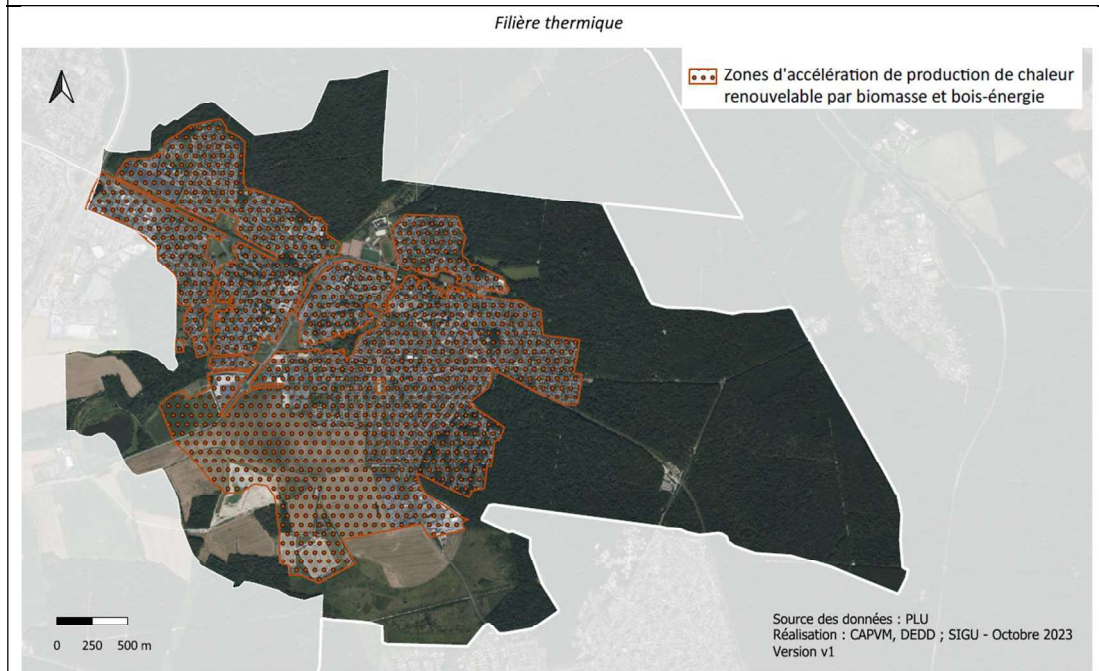 Filière thermique
Zones d'accélération de production de chaleur
renouvelable par biomasse et bois-énergie
0 250 500 m
Source des données : PLU
Réalisation : CAPVM, DEDD ; SIGU - Octobre 2023
Version v1